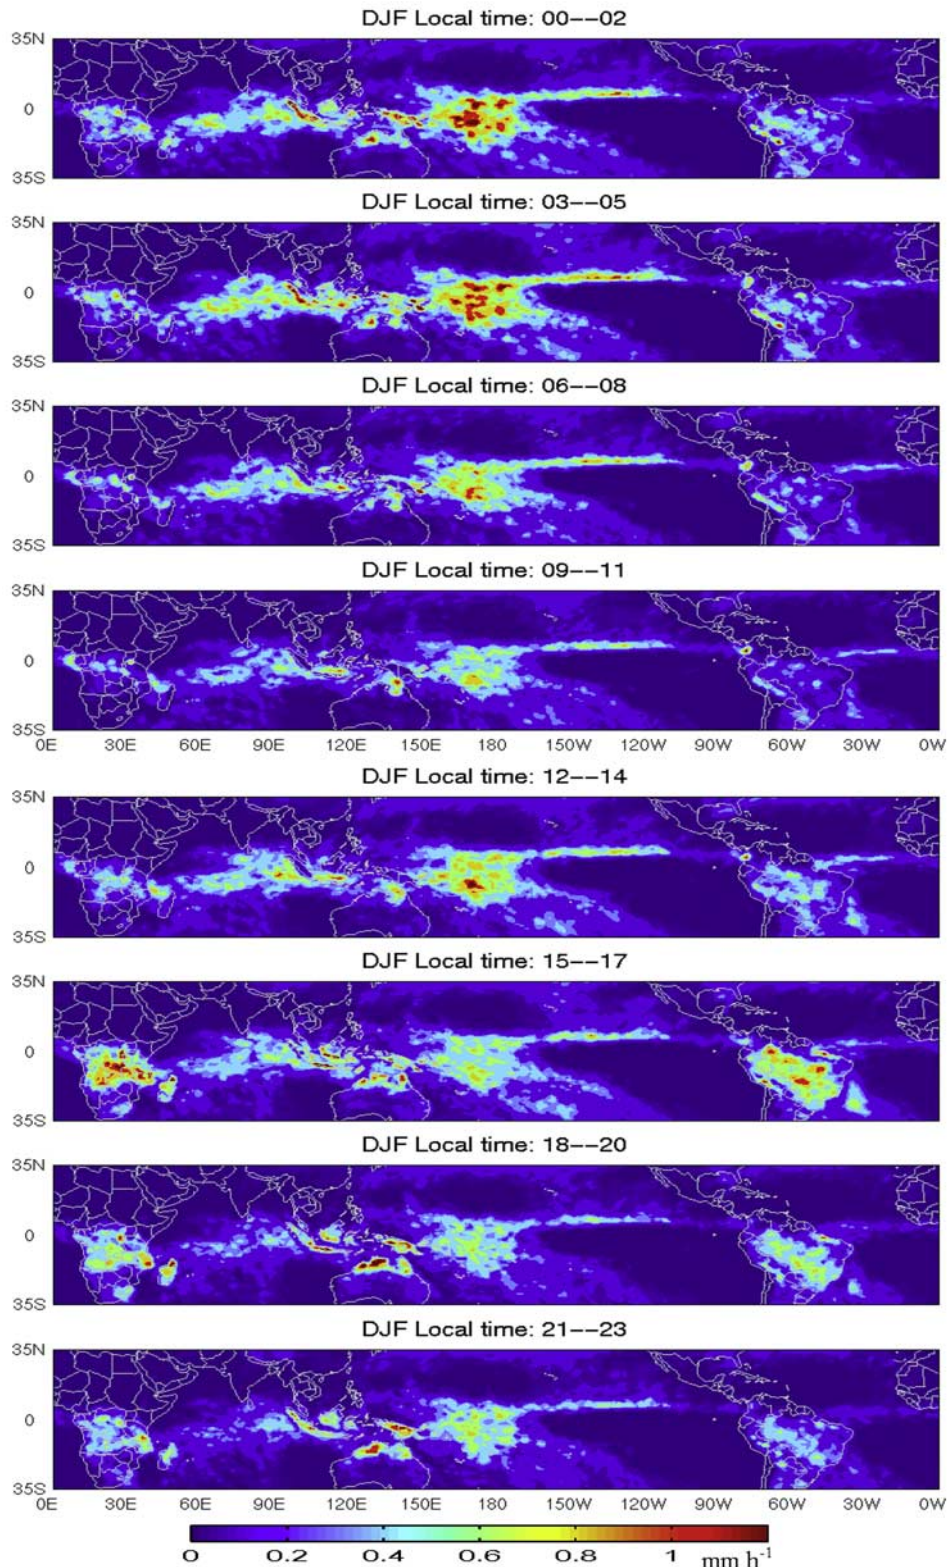 DJF Local time: 00--02
35N
0
35S
DJF Local time: 03--05
35N
0
35S
DJF Local time: 06--08
35N
0
35S
DJF Local time: 09--11
35N
0
35S
0E 30E 60E 90E 120E 150E 180 150W 120W 90W 60W 30W 0W
DJF Local time: 12--14
35N
0
35S
DJF Local time: 15--17
35N
0
35S
DJF Local time: 18--20
35N
0
35S
DJF Local time: 21--23
35N
0
35S
0E 30E 60E 90E 120E 150E 180 150W 120W 90W 60W 30W 0W
0 0.2 0.4 0.6 0.8 1 mm h⁻¹